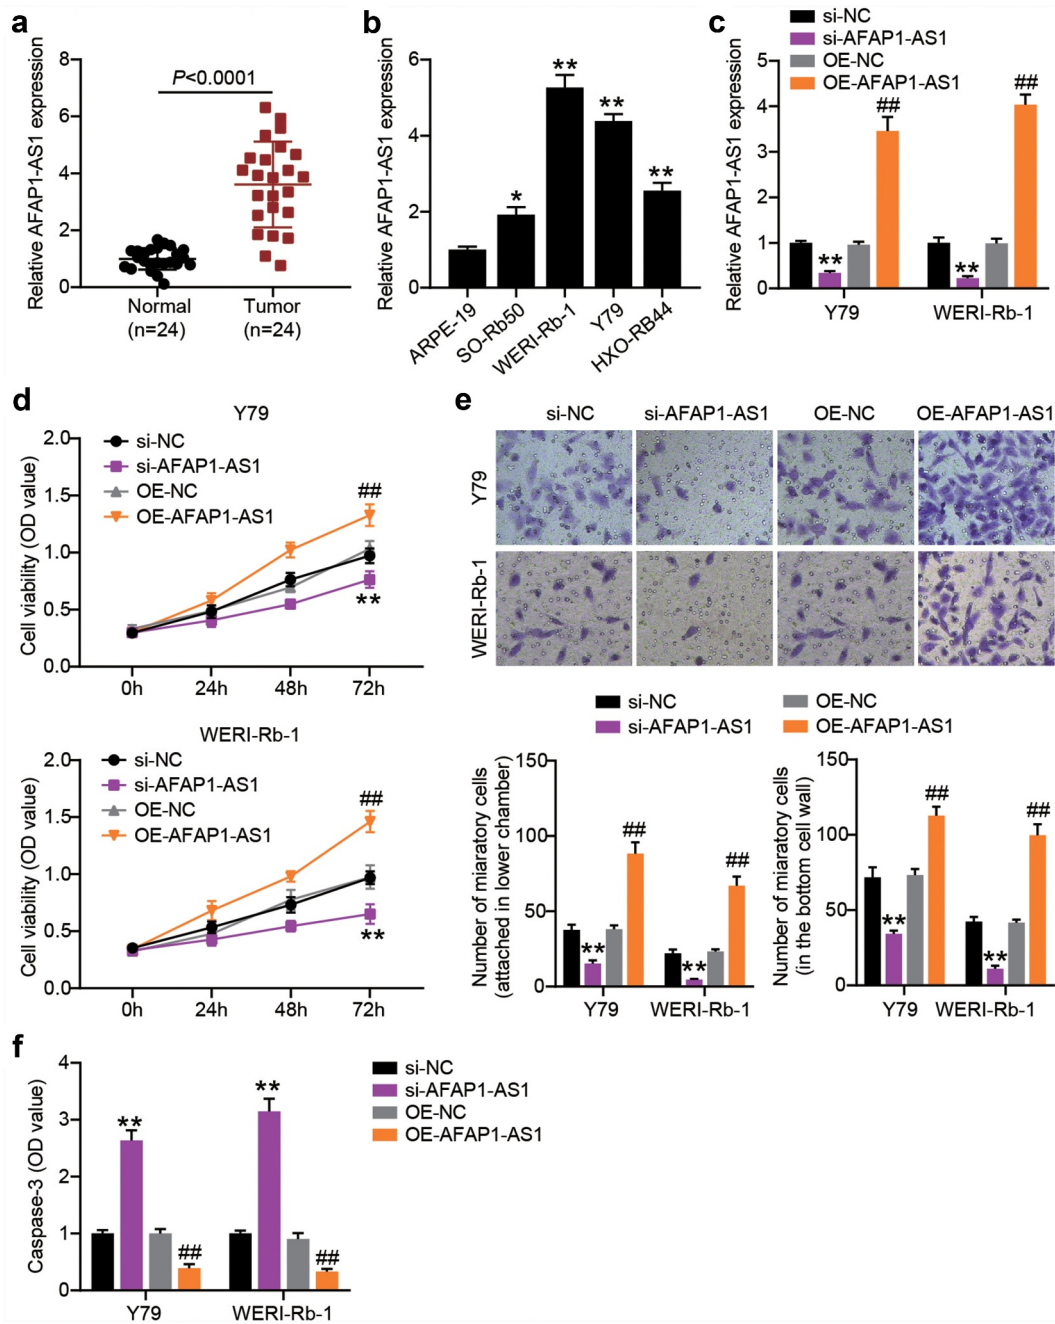 a
Relative AFAP1-AS1 expression
8
6
4
2
0
P<0.0001
Normal
(n=24)
Tumor
(n=24)
b
Relative AFAP1-AS1 expression
6
4
2
0
*
**
**
**
ARPE-19
SO-Rb50
WERI-Rb-1
Y79
HXO-RB44
c
si-NC
si-AFAP1-AS1
OE-NC
OE-AFAP1-AS1
Relative AFAP1-AS1 expression
5
4
3
2
1
0
**
##
**
##
Y79
WERI-Rb-1
d
Y79
Cell viability (OD value)
2.0
1.5
1.0
0.5
0.0
si-NC
si-AFAP1-AS1
OE-NC
OE-AFAP1-AS1
##
**
0h
24h
48h
72h
WERI-Rb-1
Cell viability (OD value)
2.0
1.5
1.0
0.5
0.0
si-NC
si-AFAP1-AS1
OE-NC
OE-AFAP1-AS1
##
**
0h
24h
48h
72h
e
si-NC
si-AFAP1-AS1
OE-NC
OE-AFAP1-AS1
Y79
WERI-Rb-1
si-NC
si-AFAP1-AS1
OE-NC
OE-AFAP1-AS1
Number of miaratory cells
(attached in lower chamber)
150
100
50
0
**
##
**
##
Y79
WERI-Rb-1
Number of miaratory cells
(in the bottom cell wall)
150
100
50
0
**
##
**
##
Y79
WERI-Rb-1
f
Caspase-3 (OD value)
4
3
2
1
0
**
##
**
##
Y79
WERI-Rb-1
si-NC
si-AFAP1-AS1
OE-NC
OE-AFAP1-AS1